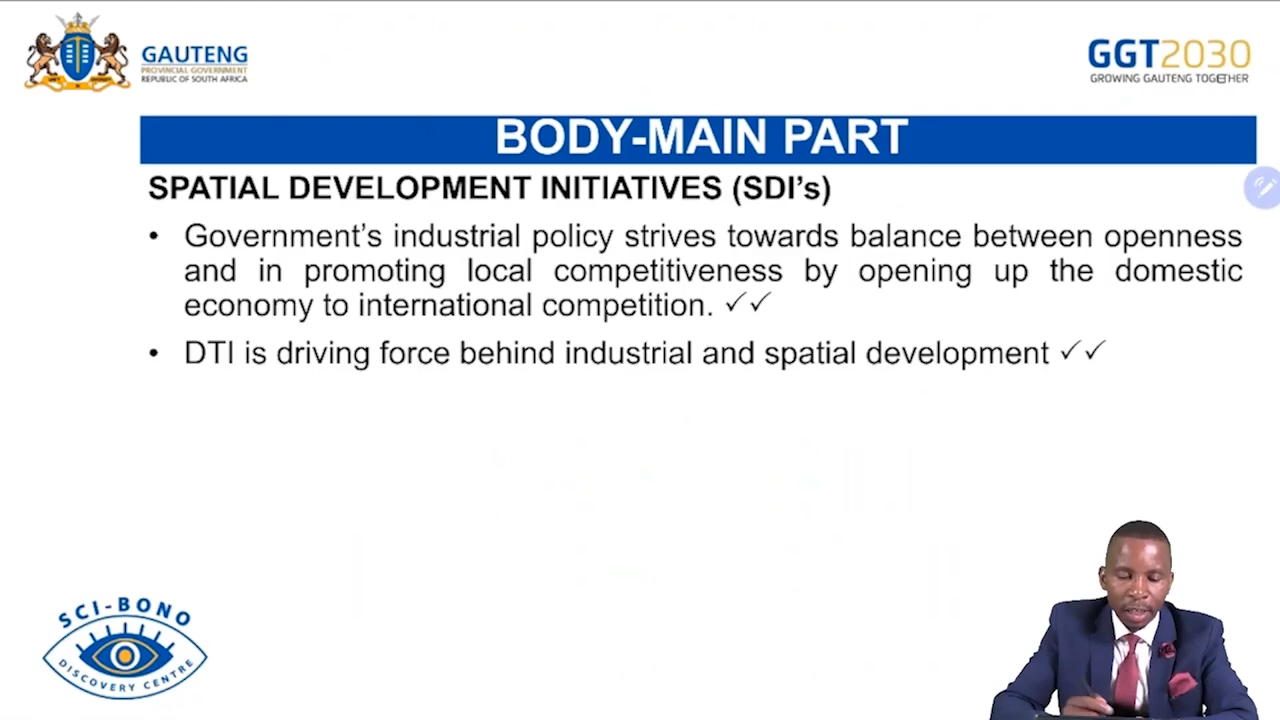 GAUTENG
PROVINCIAL GOVERNMENT
REPUBLIC OF SOUTH AFRICA
GGT2030
GROWING GAUTENG TOGETHER
BODY-MAIN PART
SPATIAL DEVELOPMENT INITIATIVES (SDI's)
• Government's industrial policy strives towards balance between openness
and in promoting local competitiveness by opening up the domestic
economy to international competition. ✓✓
• DTI is driving force behind industrial and spatial development ✓✓
SCI-BONO
DISCOVERY CENTRE